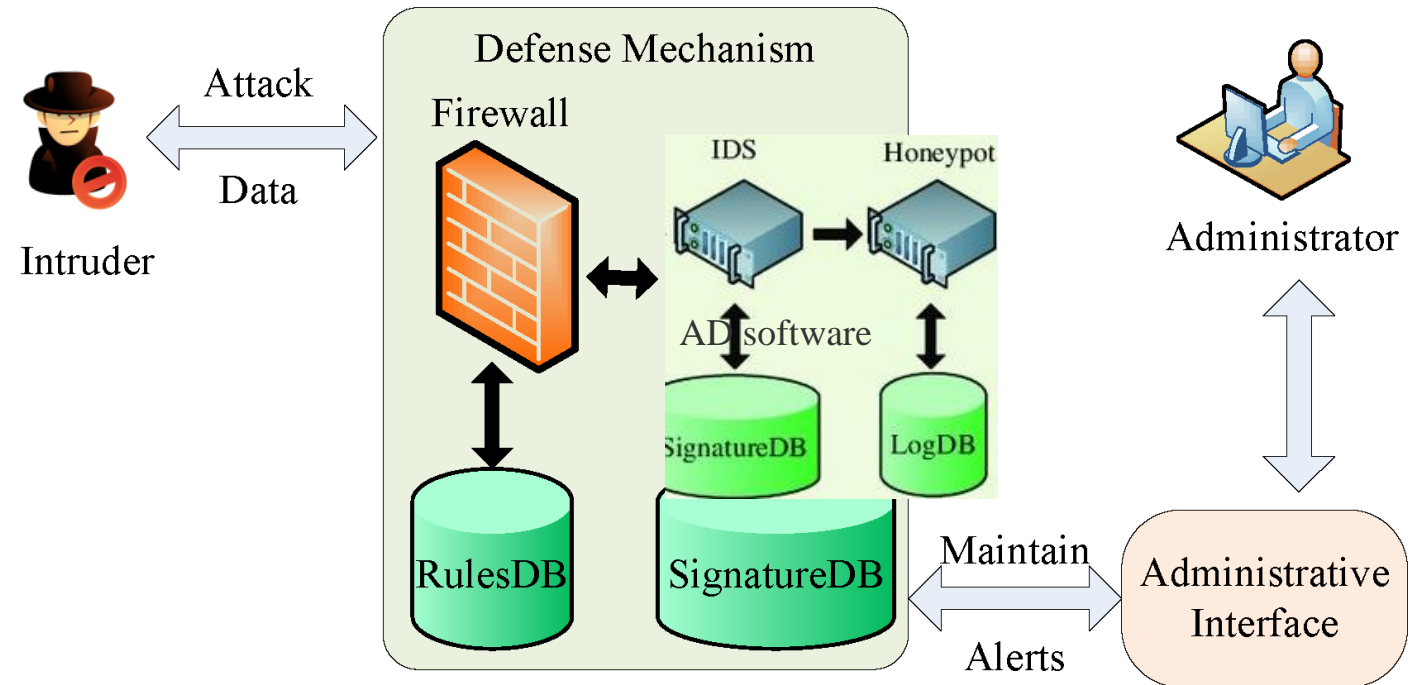 Defense Mechanism
Attack
Data
Intruder
Firewall
IDS
Honeypot
AD software
SignatureDB
LogDB
RulesDB
SignatureDB
Administrator
Maintain
Alerts
Administrative
Interface